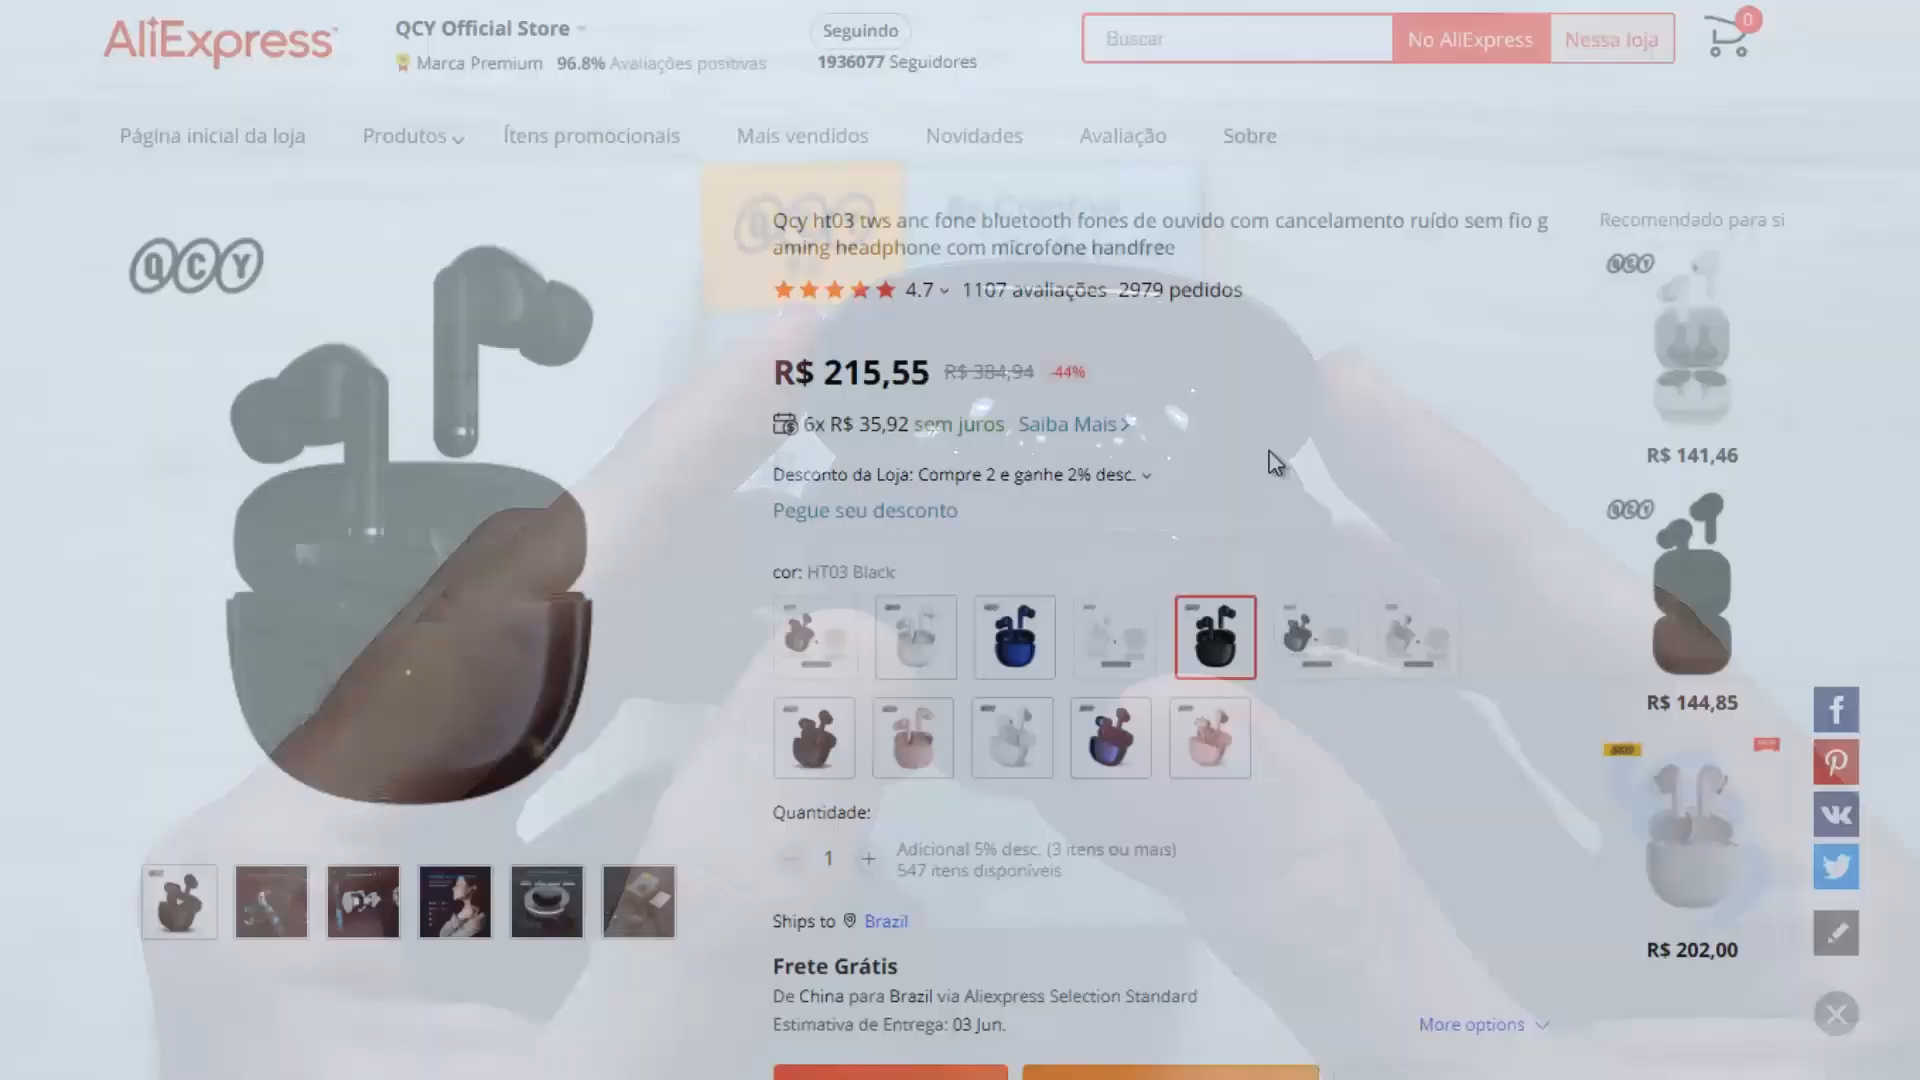 AliExpress
QCY Official Store
Marca Premium 96.8% Avaliações positivas
Seguindo
1936077 Seguidores
Buscar
No AliExpress
Nessa loja
0
Página inicial da loja
Produtos
Ítens promocionais
Mais vendidos
Novidades
Avaliação
Sobre
QCY
QCY
Qcy ht03 tws anc fone bluetooth fones de ouvido com cancelamento ruído sem fio g
aming headphone com microfone handfree
4.7 1107 avaliações 2979 pedidos
R$ 215,55 R$ 384,94 -44%
6x R$ 35,92 sem juros Saiba Mais
Desconto da Loja: Compre 2 e ganhe 2% desc.
Pegue seu desconto
cor: HT03 Black
Quantidade:
1
Adicional 5% desc. (3 itens ou mais)
547 itens disponíveis
Ships to Brazil
Frete Grátis
De China para Brazil via Aliexpress Selection Standard
Estimativa de Entrega: 03 Jun.
More options
Recomendado para si
QCY
R$ 141,46
QCY
R$ 144,85
R$ 202,00